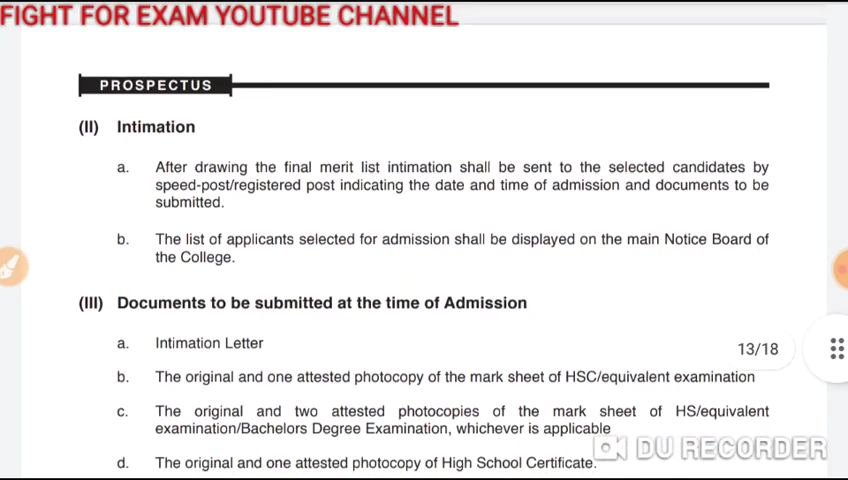 FIGHT FOR EXAM YOUTUBE CHANNEL
PROSPECTUS
(II) Intimation
a. After drawing the final merit list intimation shall be sent to the selected candidates by
speed-post/registered post indicating the date and time of admission and documents to be
submitted.
b. The list of applicants selected for admission shall be displayed on the main Notice Board of
the College.
(III) Documents to be submitted at the time of Admission
a. Intimation Letter
13/18
b. The original and one attested photocopy of the mark sheet of HSC/equivalent examination
c. The original and two attested photocopies of the mark sheet of HS/equivalent
examination/Bachelors Degree Examination, whichever is applicable
DU RECORDER
d. The original and one attested photocopy of High School Certificate.